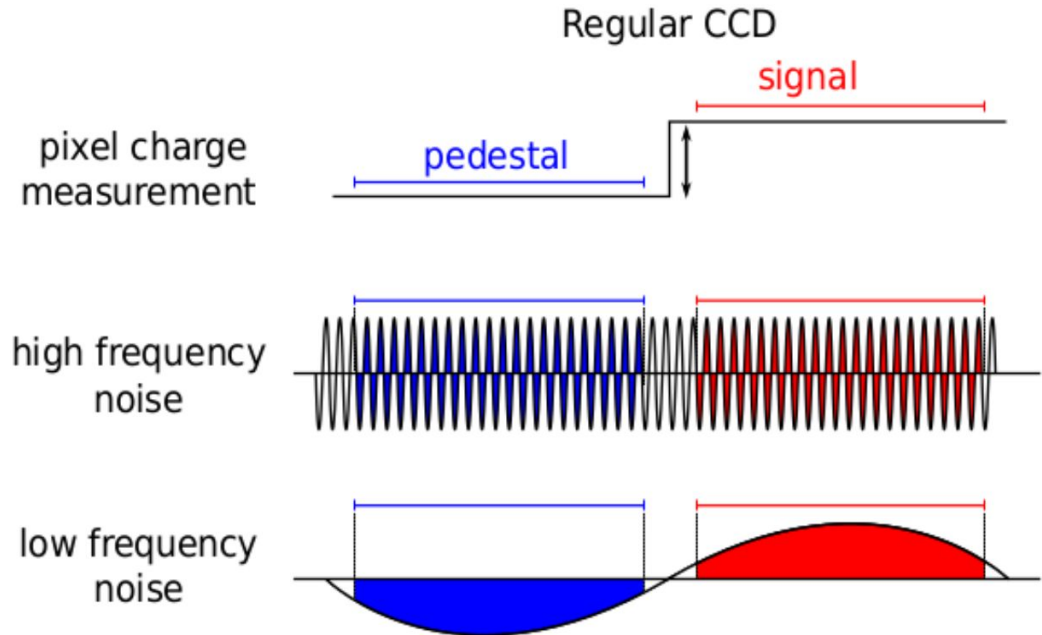 Regular CCD
signal
pixel charge
measurement
pedestal
high frequency
noise
low frequency
noise